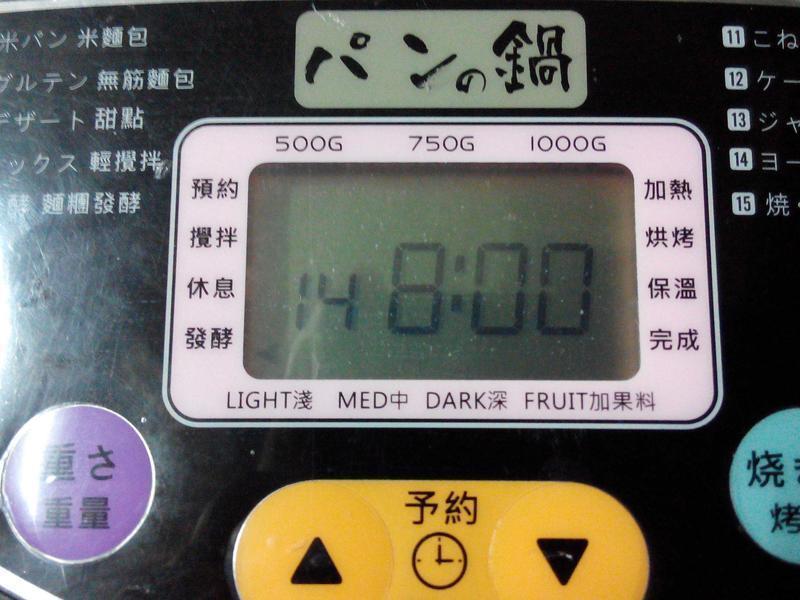 パンの鍋
米パン 米麵包
グルテン 無筋麵包
デザート 甜點
ックス 輕攪拌
酵 麵糰發酵
11 こね
12 ケー
13 ジャ
14 ヨー
15 焼・
500G 750G 1000G
預約
攪拌
休息
發酵
14 8:00
加熱
烘烤
保溫
完成
LIGHT淺 MED中 DARK深 FRUIT加果料
重さ
重量
予約
焼き
烤